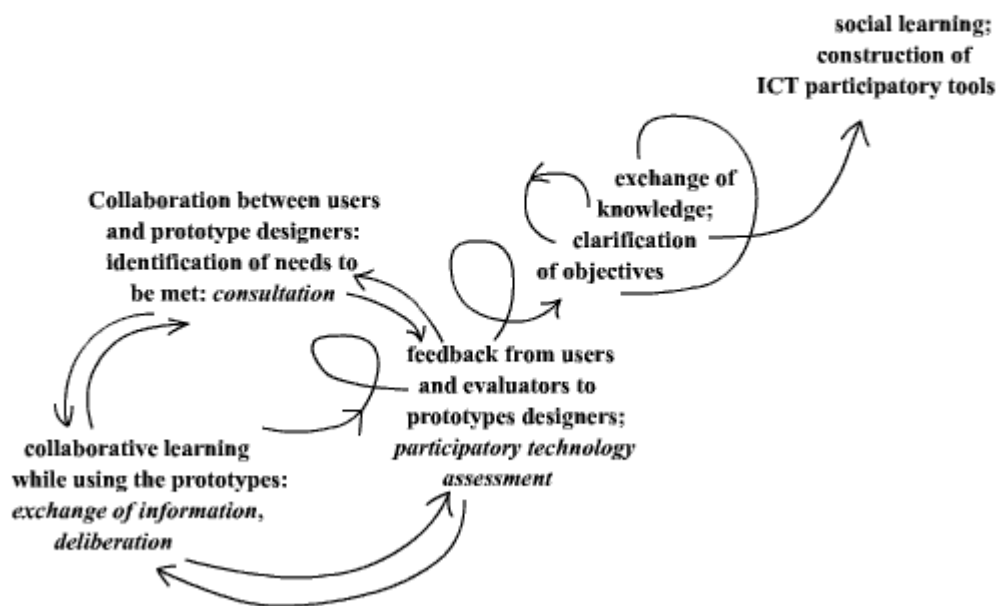 social learning;
construction of
ICT participatory tools
exchange of
knowledge;
clarification
of objectives
Collaboration between users
and prototype designers:
identification of needs to
be met: consultation
feedback from users
and evaluators to
prototypes designers;
participatory technology
assessment
collaborative learning
while using the prototypes:
exchange of information,
deliberation